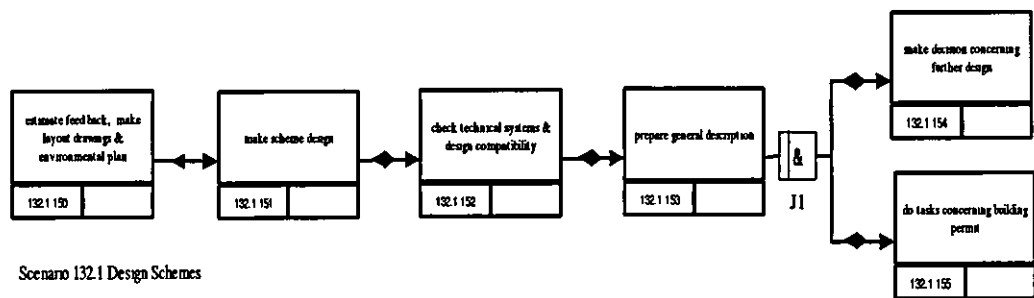 estimate feed back, make
layout drawings &
environmental plan
132.1 150
make scheme design
132.1 151
check technical systems &
design compatibility
132.1 152
prepare general description
132.1 153
&
J1
make decision concerning
further design
132.1 154
do tasks concerning building
permit
132.1 155
Scenario 132.1 Design Schemes